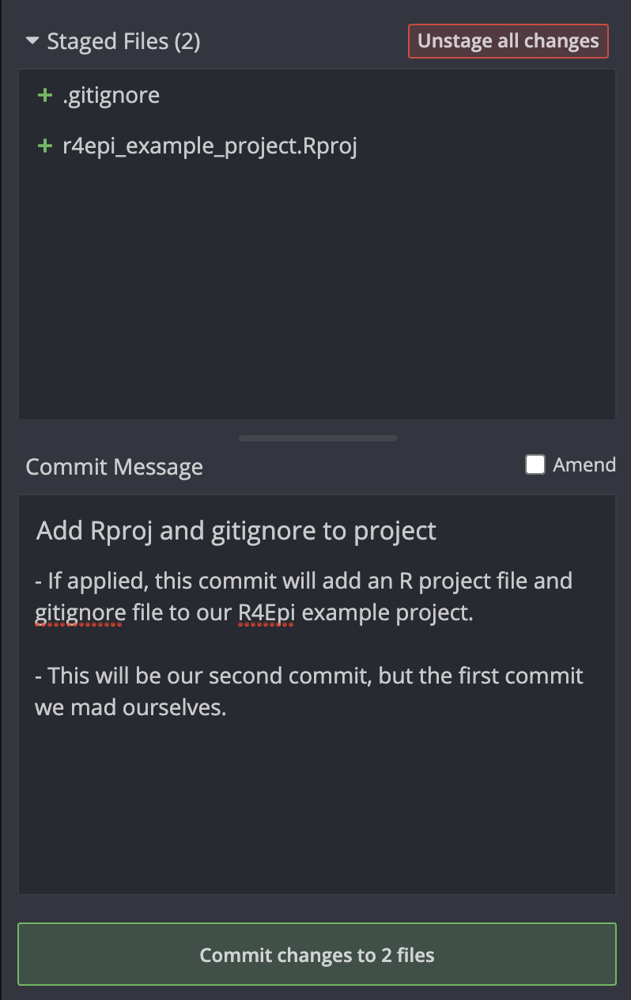 Staged Files (2)
Unstage all changes
+ .gitignore
+ r4epi_example_project.Rproj
Commit Message
Amend
Add Rproj and gitignore to project
- If applied, this commit will add an R project file and
gitignore file to our R4Epi example project.
- This will be our second commit, but the first commit
we mad ourselves.
Commit changes to 2 files